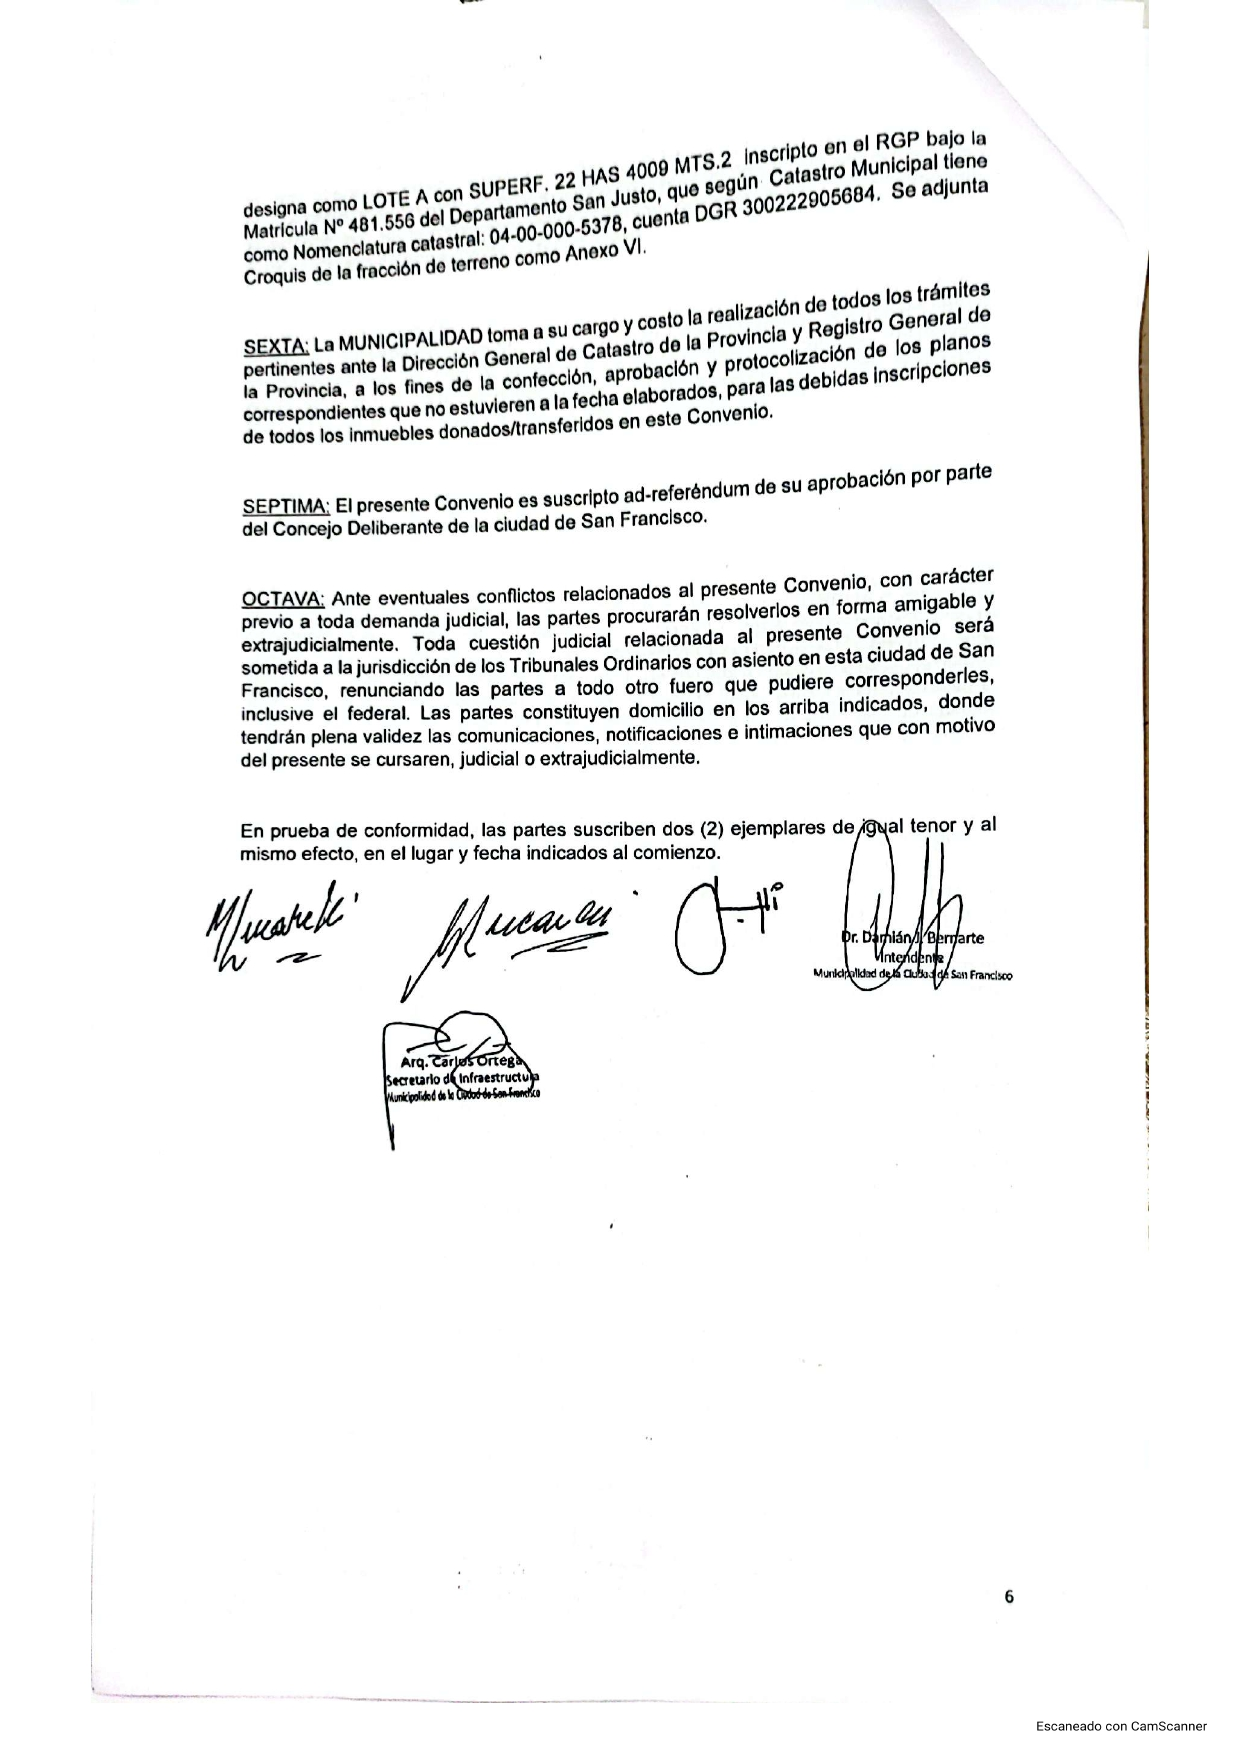 designa como LOTE A con SUPERF. 22 HAS 4009 MTS.2 Inscripto en el RGP bajo la
Matrícula Nº 481.556 del Departamento San Justo, que según Catastro Municipal tiene
como Nomenclatura catastral: 04-00-000-5378, cuenta DGR 300222905684. Se adjunta
Croquis de la fracción de terreno como Anexo VI.
SEXTA: La MUNICIPALIDAD toma a su cargo y costo la realización de todos los trámites
pertinentes ante la Dirección General de Catastro de la Provincia y Registro General de
la Provincia, a los fines de la confección, aprobación y protocolización de los planos
correspondientes que no estuvieren a la fecha elaborados, para las debidas inscripciones
de todos los inmuebles donados/transferidos en este Convenio.
SEPTIMA: El presente Convenio es suscripto ad-referéndum de su aprobación por parte
del Concejo Deliberante de la ciudad de San Francisco.
OCTAVA: Ante eventuales conflictos relacionados al presente Convenio, con carácter
previo a toda demanda judicial, las partes procurarán resolverlos en forma amigable y
extrajudicialmente. Toda cuestión judicial relacionada al presente Convenio será
sometida a la jurisdicción de los Tribunales Ordinarios con asiento en esta ciudad de San
Francisco, renunciando las partes a todo otro fuero que pudiere corresponderles,
inclusive el federal. Las partes constituyen domicilio en los arriba indicados, donde
tendrán plena validez las comunicaciones, notificaciones e intimaciones que con motivo
del presente se cursaren, judicial o extrajudicialmente.
En prueba de conformidad, las partes suscriben dos (2) ejemplares de igual tenor y al
mismo efecto, en el lugar y fecha indicados al comienzo.
Dr. Damián J. Bernarte
Intendente
Municipalidad de la Ciudad de San Francisco
Arq. Carlos Ortega
Secretario de Infraestructura
Municipalidad de la Ciudad de San Francisco
6
Escaneado con CamScanner